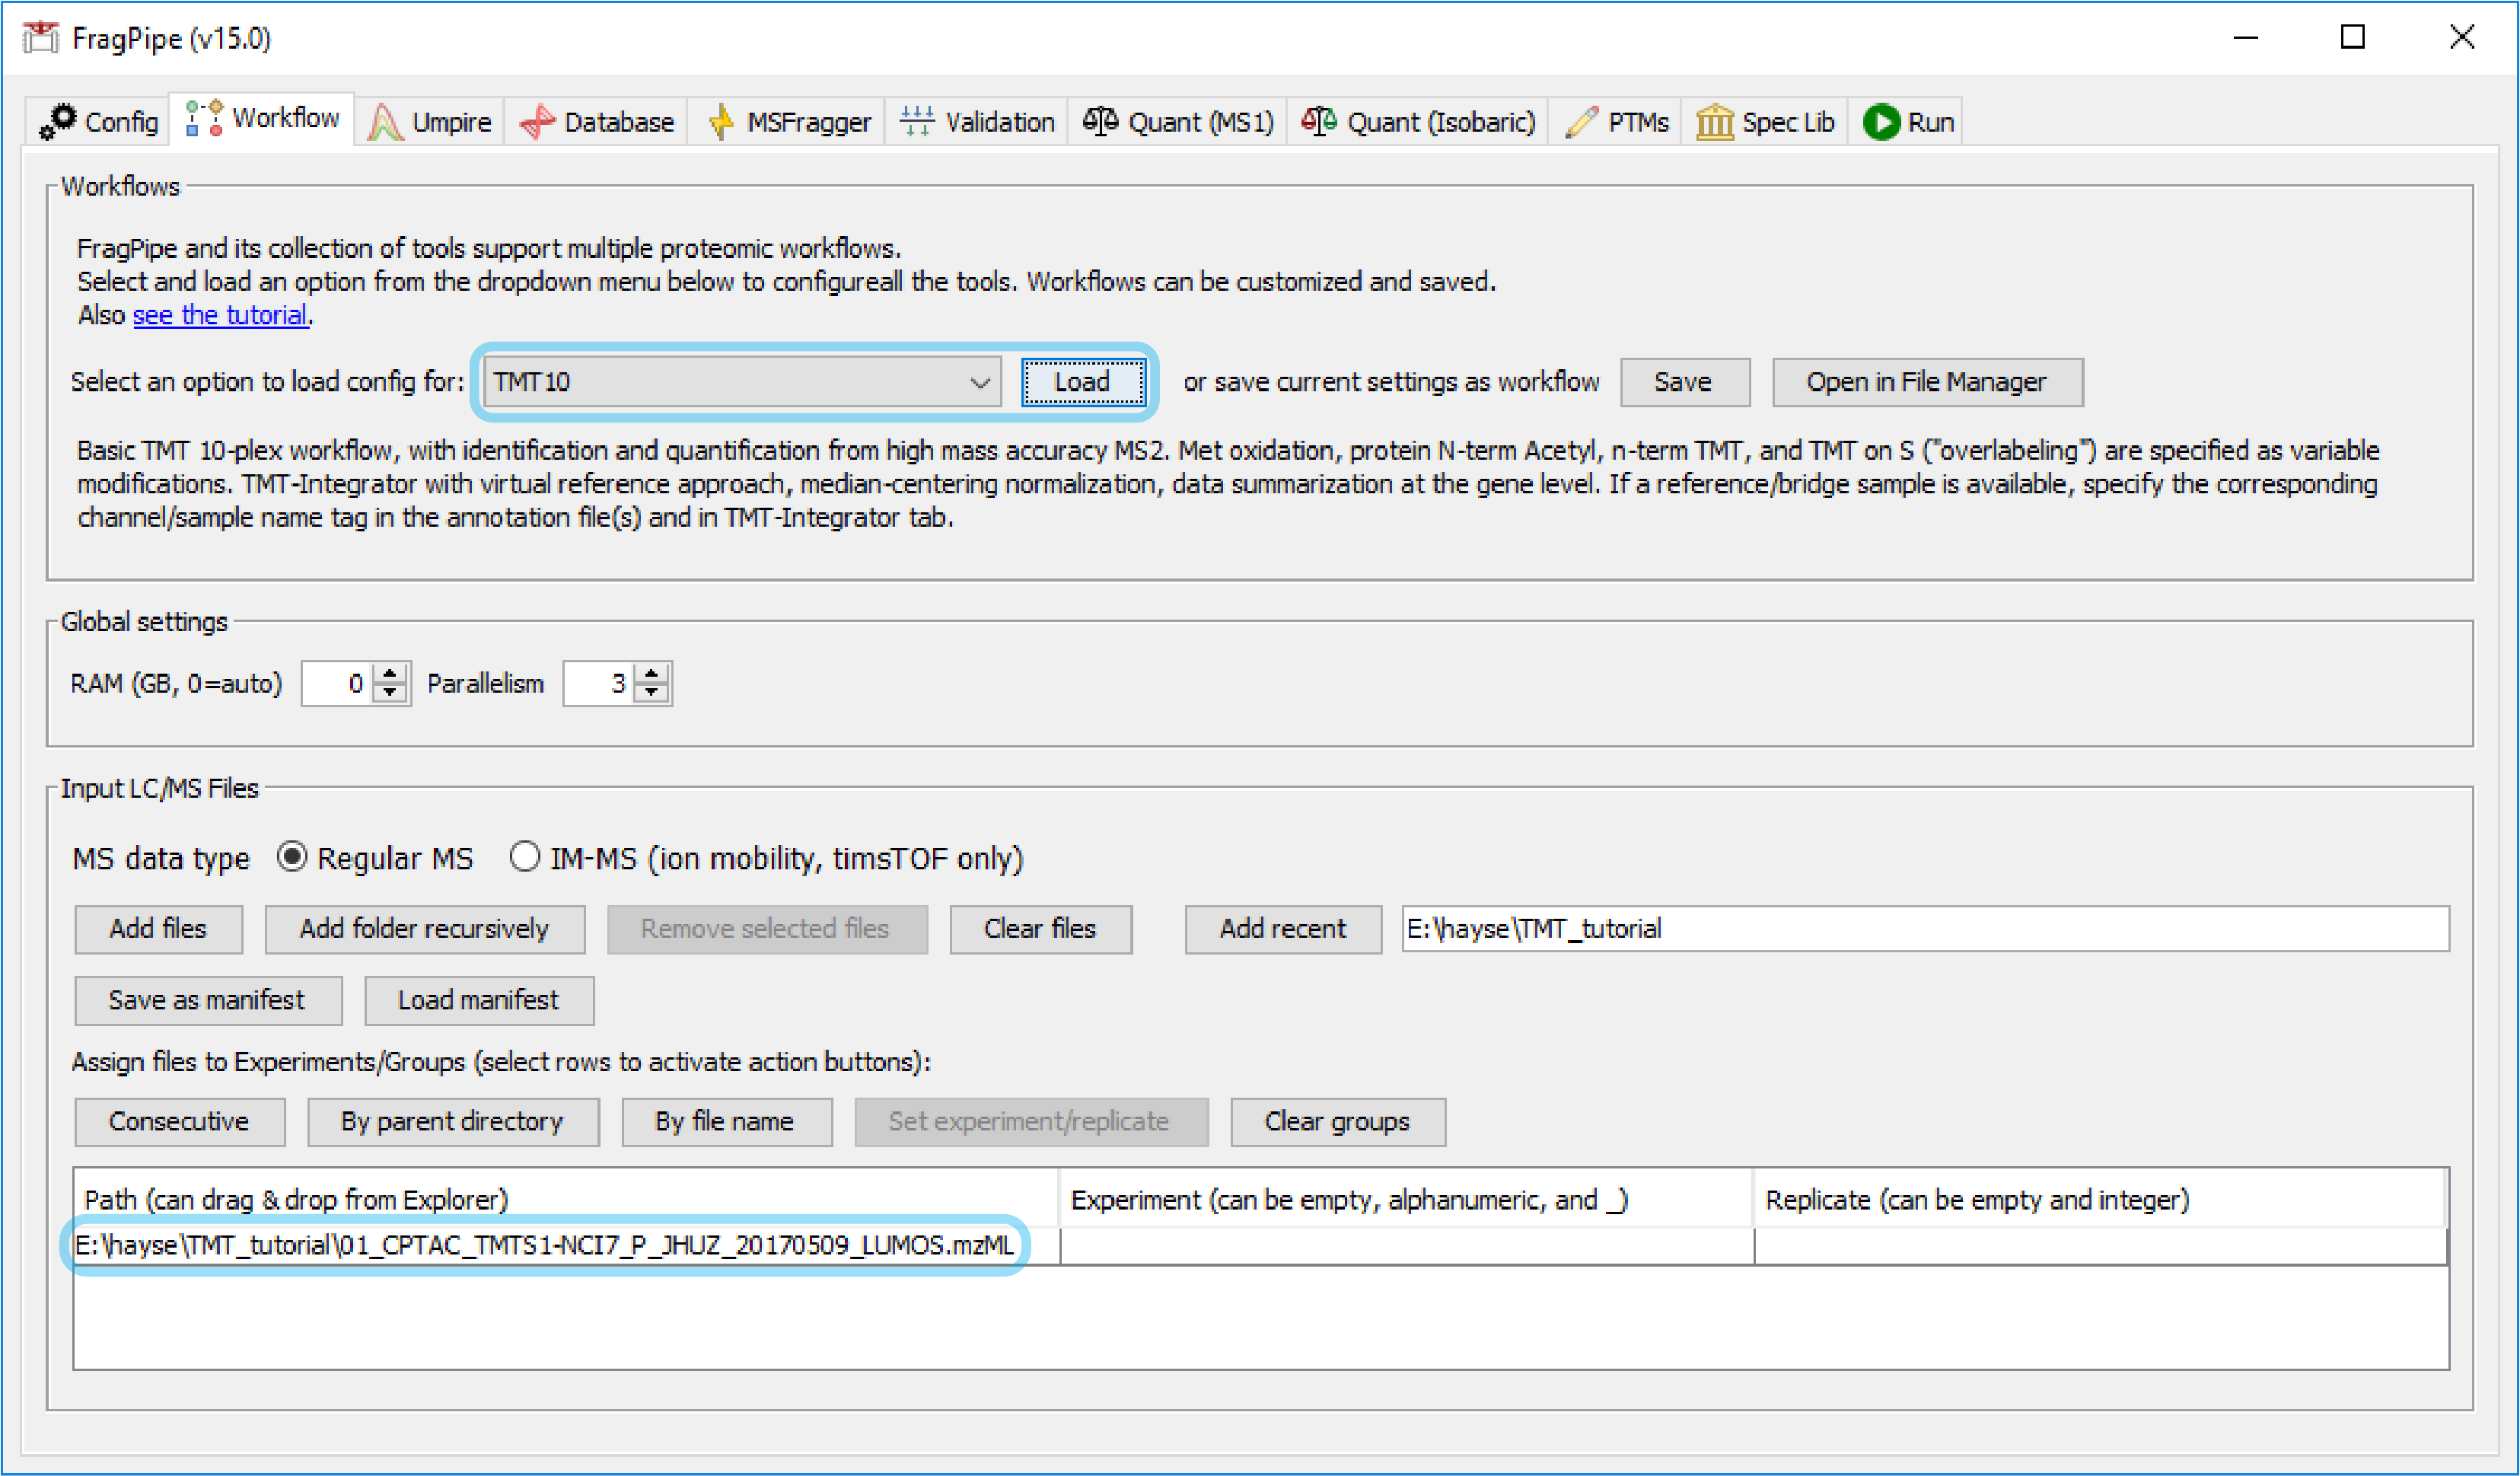 FragPipe (v15.0)
Config Workflow Umpire Database MSFragger Validation Quant (MS1) Quant (Isobaric) PTMs Spec Lib Run
Workflows
FragPipe and its collection of tools support multiple proteomic workflows.
Select and load an option from the dropdown menu below to configureall the tools. Workflows can be customized and saved.
Also see the tutorial.
Select an option to load config for: TMT10 Load or save current settings as workflow Save Open in File Manager
Basic TMT 10-plex workflow, with identification and quantification from high mass accuracy MS2. Met oxidation, protein N-term Acetyl, n-term TMT, and TMT on S ("overlabeling") are specified as variable
modifications. TMT-Integrator with virtual reference approach, median-centering normalization, data summarization at the gene level. If a reference/bridge sample is available, specify the corresponding
channel/sample name tag in the annotation file(s) and in TMT-Integrator tab.
Global settings
RAM (GB, 0=auto) 0 Parallelism 3
Input LC/MS Files
MS data type Regular MS IM-MS (ion mobility, timsTOF only)
Add files Add folder recursively Remove selected files Clear files Add recent E:\hayse\TMT_tutorial
Save as manifest Load manifest
Assign files to Experiments/Groups (select rows to activate action buttons):
Consecutive By parent directory By file name Set experiment/replicate Clear groups
Path (can drag & drop from Explorer) Experiment (can be empty, alphanumeric, and _) Replicate (can be empty and integer)
E:\hayse\TMT_tutorial\01_CPTAC_TMTS1-NCI7_P_JHUZ_20170509_LUMOS.mzML